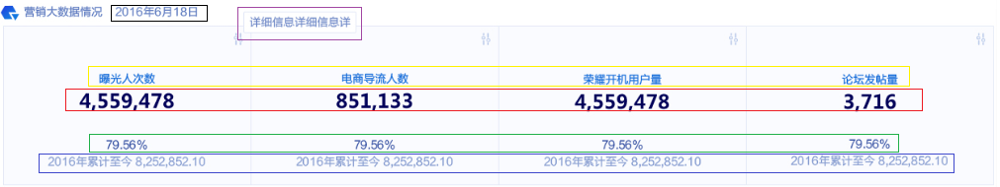 营销大数据情况 2016年6月18日
详细信息详细信息详
曝光人次数 电商导流人数 荣耀开机用户量 论坛发帖量
4,559,478 851,133 4,559,478 3,716
79.56% 79.56% 79.56% 79.56%
2016年累计至今 8,252,852.10 2016年累计至今 8,252,852.10 2016年累计至今 8,252,852.10 2016年累计至今 8,252,852.10